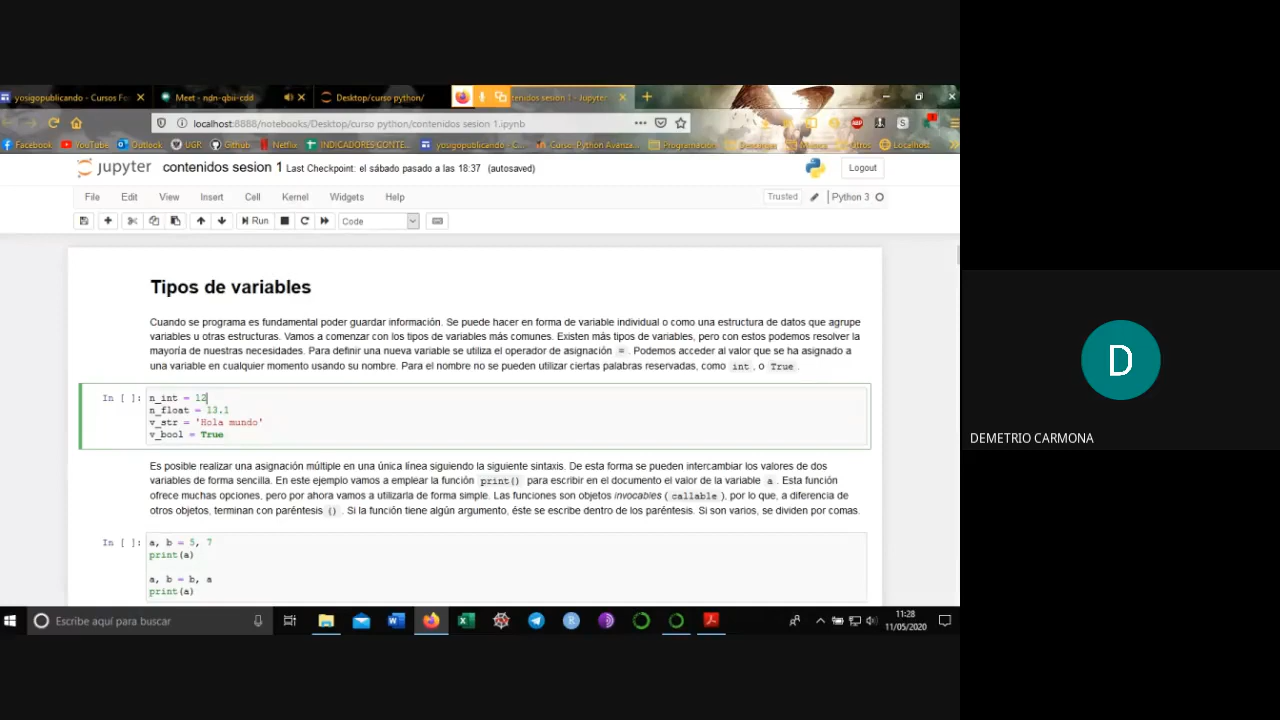 yosigopublicando - Cursos Fo
Meet - ndn-qbii-cdd
Desktop/curso python/
tenidos sesion 1 - Jupyter
localhost:8888/notebooks/Desktop/curso python/contenidos sesion 1.ipynb
Facebook
YouTube
Outlook
UGR
Github
Netflix
INDICADORES CONTE...
yosigopublicando - C...
Curso: Python Avanza...
Programación
Descargas
Música
otros
Localhost
jupyter contenidos sesion 1 Last Checkpoint: el sábado pasado a las 18:37 (autosaved)
Logout
File Edit View Insert Cell Kernel Widgets Help
Trusted
Python 3
Run
Code
Tipos de variables
Cuando se programa es fundamental poder guardar información. Se puede hacer en forma de variable individual o como una estructura de datos que agrupe
variables u otras estructuras. Vamos a comenzar con los tipos de variables más comunes. Existen más tipos de variables, pero con estos podemos resolver la
mayoría de nuestras necesidades. Para definir una nueva variable se utiliza el operador de asignación = . Podemos acceder al valor que se ha asignado a
una variable en cualquier momento usando su nombre. Para el nombre no se pueden utilizar ciertas palabras reservadas, como int , o True .
In [ ]: n_int = 12
n_float = 13.1
v_str = 'Hola mundo'
v_bool = True
Es posible realizar una asignación múltiple en una única línea siguiendo la siguiente sintaxis. De esta forma se pueden intercambiar los valores de dos
variables de forma sencilla. En este ejemplo vamos a emplear la función print() para escribir en el documento el valor de la variable a . Esta función
ofrece muchas opciones, pero por ahora vamos a utilizarla de forma simple. Las funciones son objetos invocables ( callable ), por lo que, a diferencia de
otros objetos, terminan con paréntesis () . Si la función tiene algún argumento, éste se escribe dentro de los paréntesis. Si son varios, se dividen por comas.
In [ ]: a, b = 5, 7
print(a)
a, b = b, a
print(a)
Escribe aquí para buscar
11:28
11/05/2020
D
DEMETRIO CARMONA